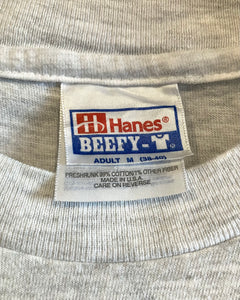 Hanes®
BEEFY-T®
ADULT M (38-40)
PRESHRUNK 99% COTTON/1% OTHER FIBER
MADE IN U.S.A.
CARE ON REVERSE